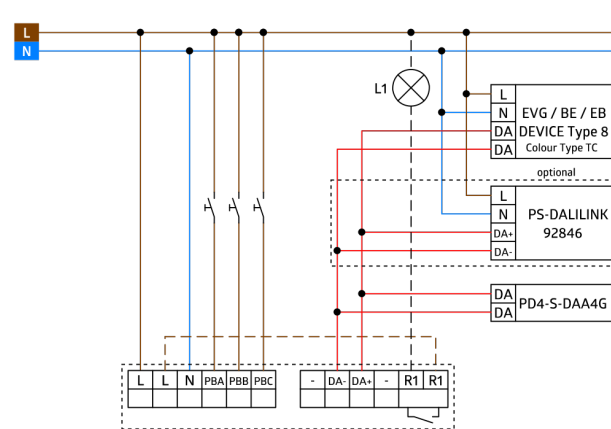 L
N
L1
L
N EVG / BE / EB
DA DEVICE Type 8
DA Colour Type TC
optional
L
N PS-DALILINK
DA+ 92846
DA-
DA
DA PD4-S-DAA4G
L L N PBA PBB PBC - DA- DA+ - R1 R1